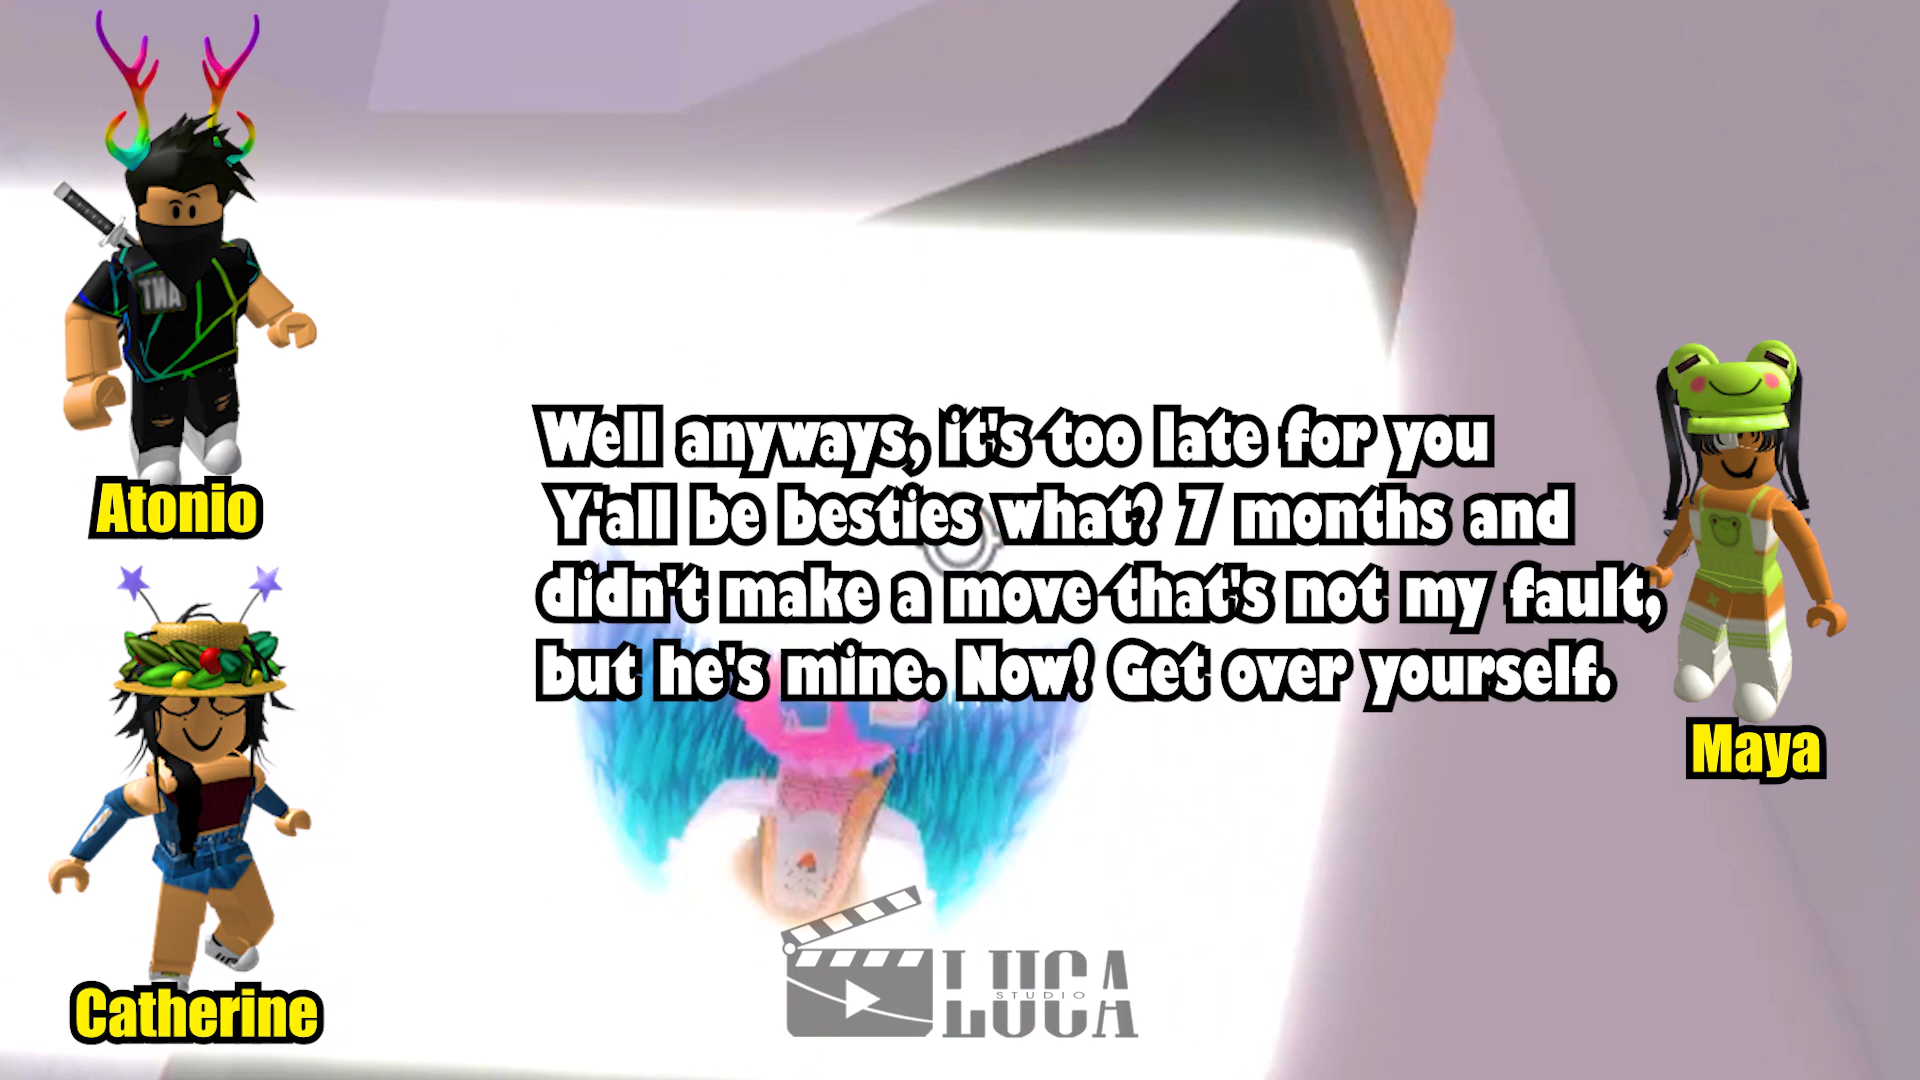 TNA
Atonio
Well anyways, it's too late for you
Y'all be besties what? 7 months and
didn't make a move that's not my fault,
but he's mine. Now! Get over yourself.
Maya
Catherine
LUCA
STUDIO